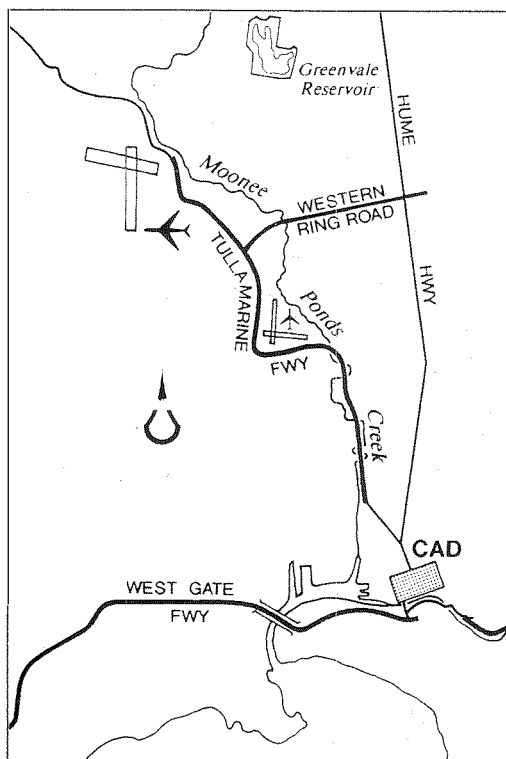 Greenvale
Reservoir
HUME
HWY
Moonee
WESTERN
RING ROAD
TULLAMARINE
FWY
Ponds
Creek
CAD
WEST GATE
FWY